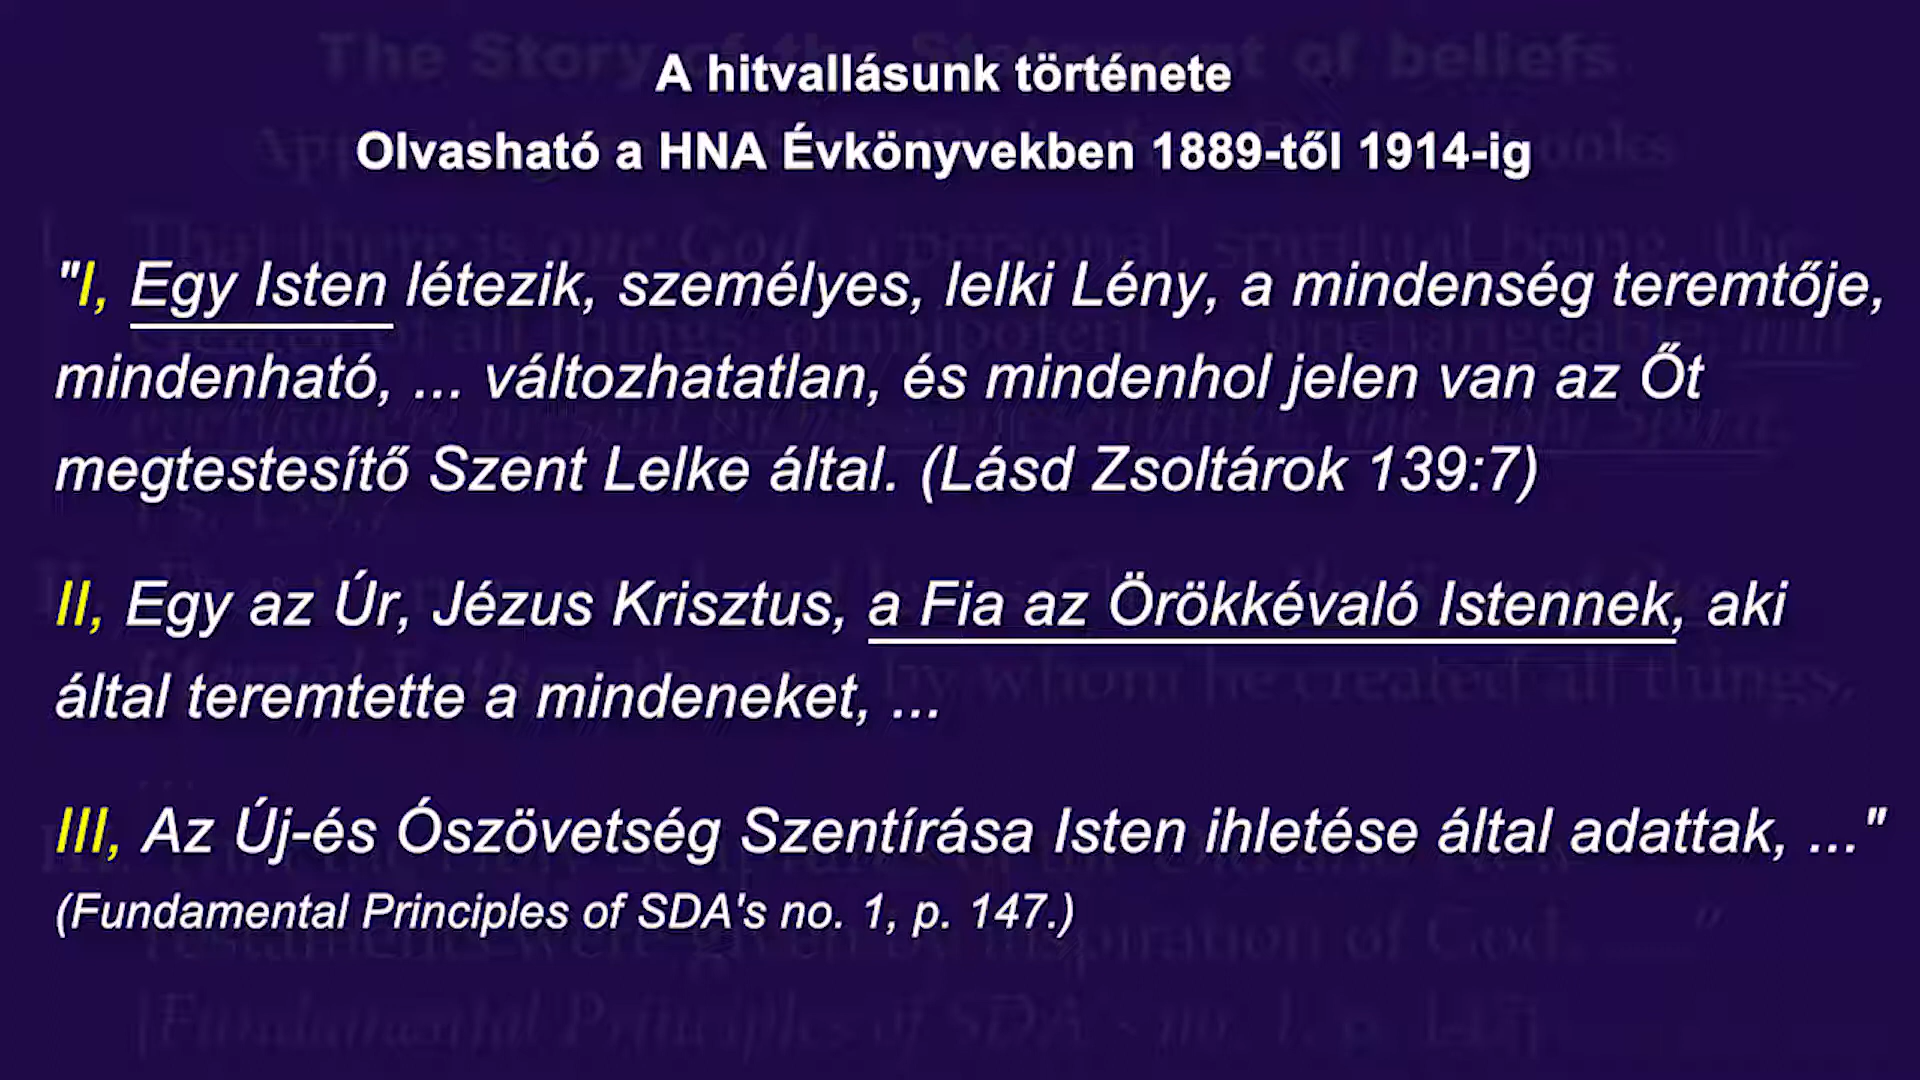 A hitvallásunk története
Olvasható a HNA Évkönyvekben 1889-től 1914-ig
"I, Egy Isten létezik, személyes, lelki Lény, a mindenség teremtője,
mindenható, ... változhatatlan, és mindenhol jelen van az Őt
megtestesítő Szent Lelke által. (Lásd Zsoltárok 139:7)
II, Egy az Úr, Jézus Krisztus, a Fia az Örökkévaló Istennek, aki
által teremtette a mindeneket, ...
III, Az Új-és Ószövetség Szentírása Isten ihletése által adattak, ..."
(Fundamental Principles of SDA's no. 1, p. 147.)